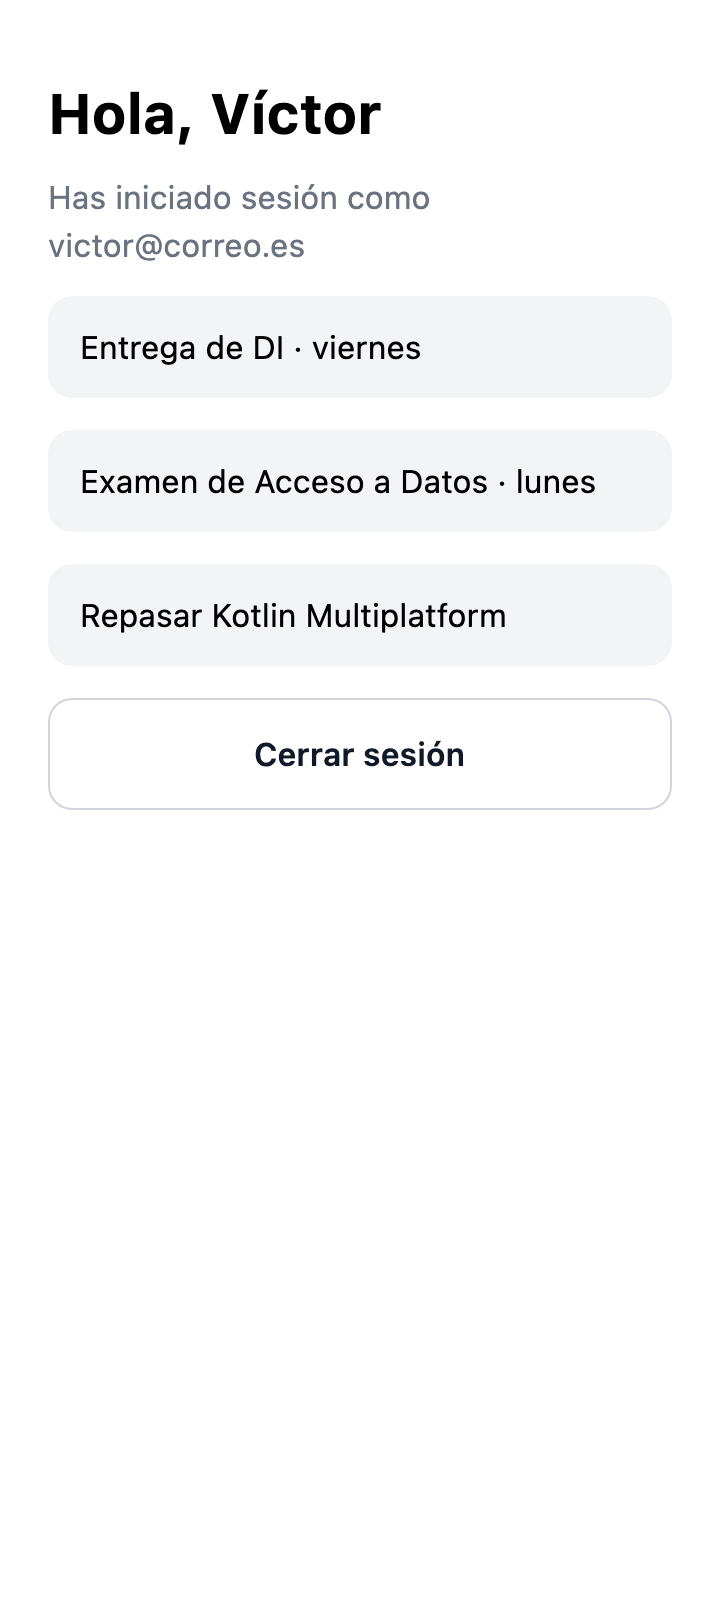 Hola, Víctor
Has iniciado sesión como
victor@correo.es
Entrega de DI · viernes
Examen de Acceso a Datos · lunes
Repasar Kotlin Multiplatform
Cerrar sesión